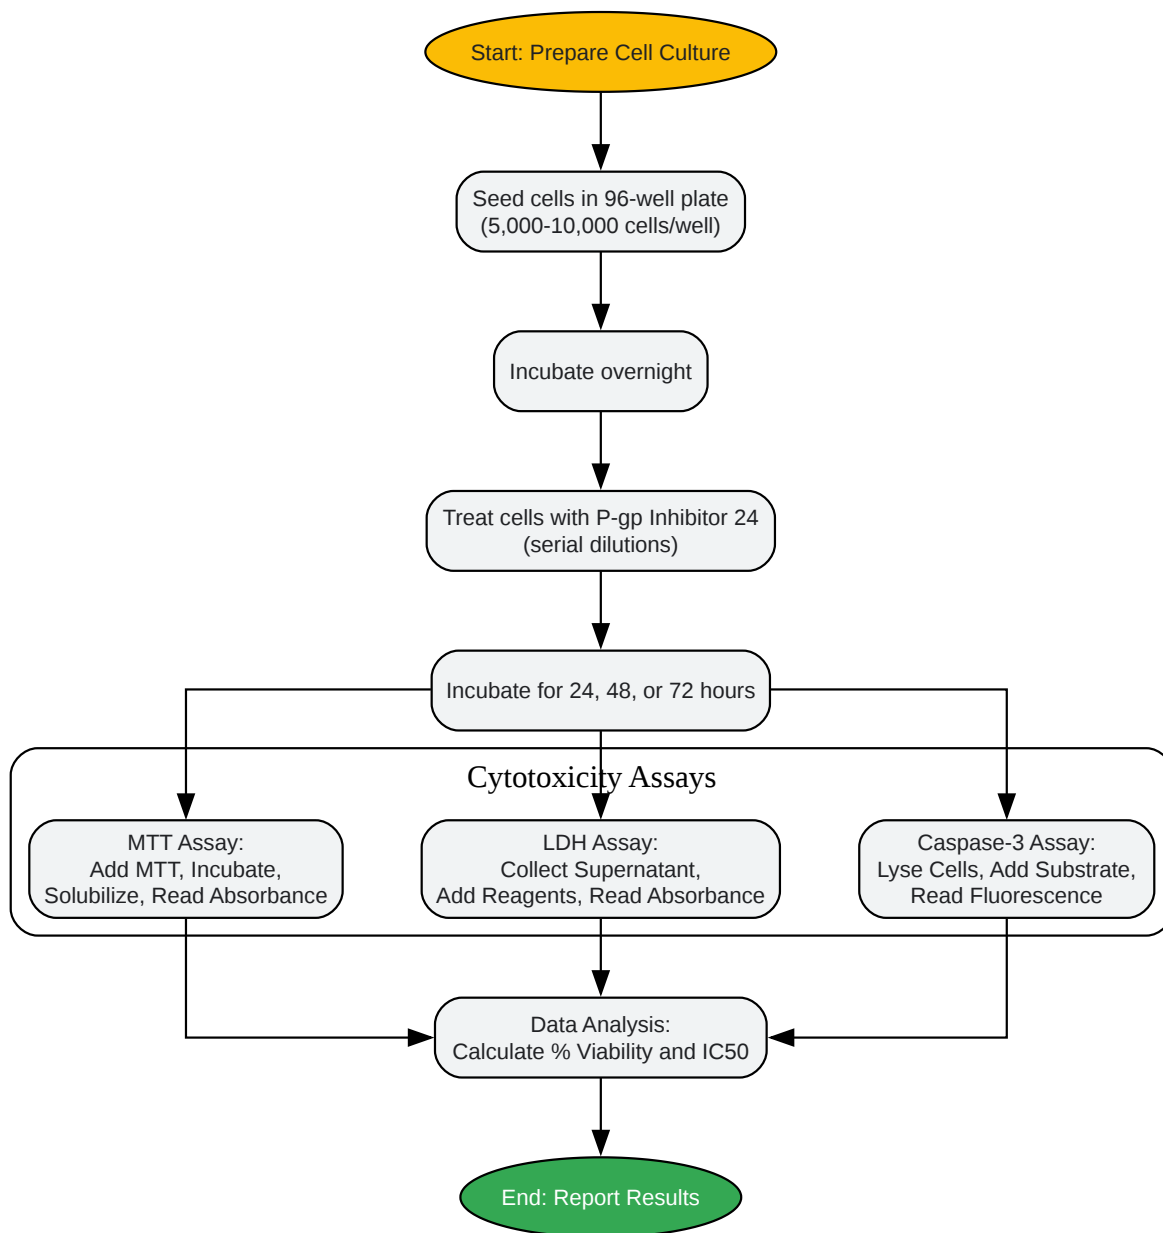 Start: Prepare Cell Culture
Seed cells in 96-well plate
(5,000-10,000 cells/well)
Incubate overnight
Treat cells with P-gp Inhibitor 24
(serial dilutions)
Incubate for 24, 48, or 72 hours
Cytotoxicity Assays
MTT Assay:
Add MTT, Incubate,
Solubilize, Read Absorbance
LDH Assay:
Collect Supernatant,
Add Reagents, Read Absorbance
Caspase-3 Assay:
Lyse Cells, Add Substrate,
Read Fluorescence
Data Analysis:
Calculate % Viability and IC50
End: Report Results